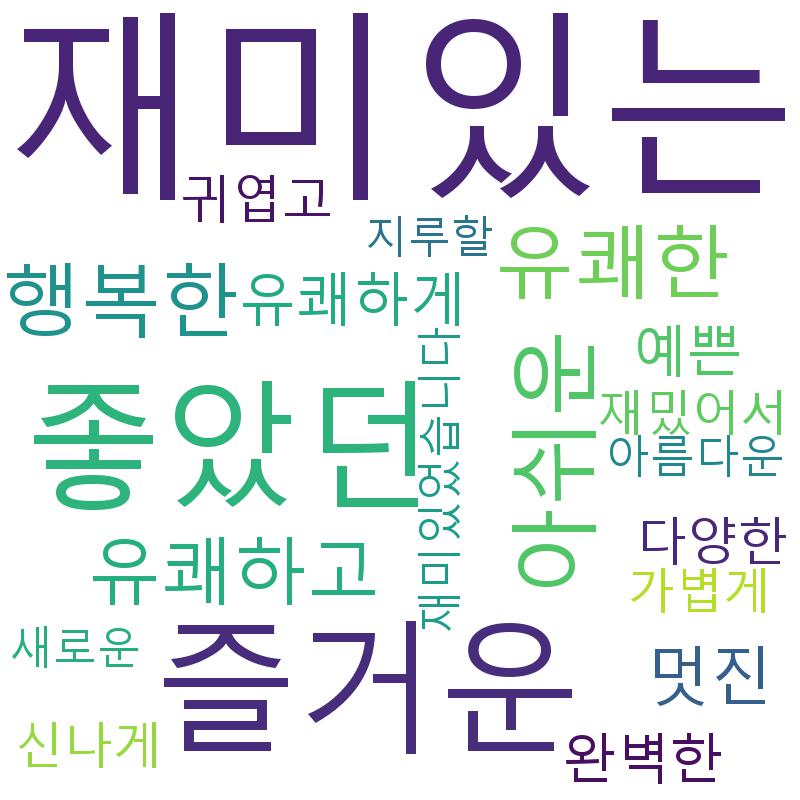 재미있는
귀엽고
지루할
유쾌한
행복한
유쾌하게
예쁜
재미있었습니다
아쉬운
좋았던
재밌어서
아름다운
다양한
유쾌하고
가볍게
새로운
즐거운
멋진
신나게
완벽한